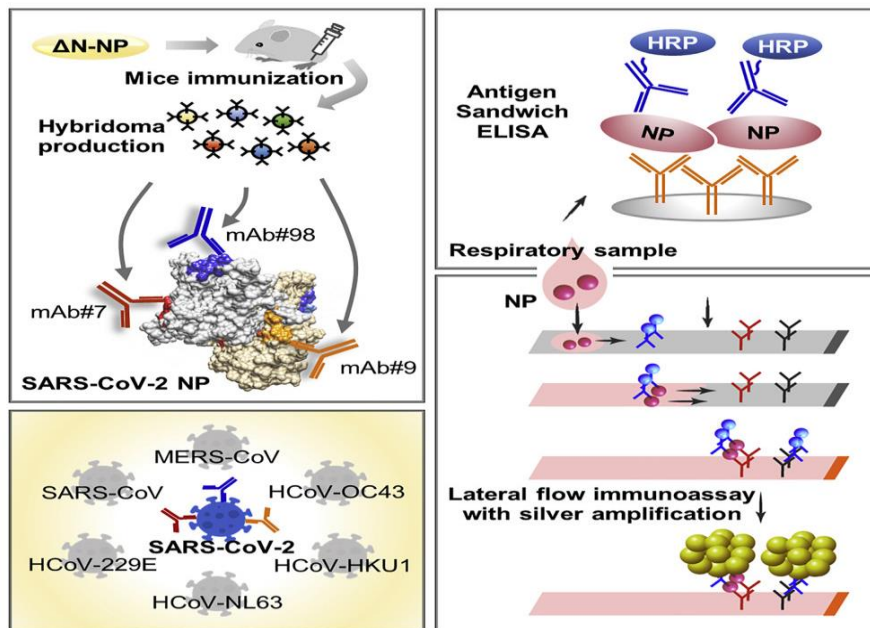 ΔN-NP
Mice immunization
Hybridoma
production
mAb#98
mAb#7
mAb#9
SARS-CoV-2 NP
MERS-CoV
SARS-CoV
HCoV-OC43
SARS-CoV-2
HCoV-229E
HCoV-HKU1
HCoV-NL63
HRP
HRP
Antigen
Sandwich
ELISA
NP
NP
Respiratory sample
NP
Lateral flow immunoassay
with silver amplification